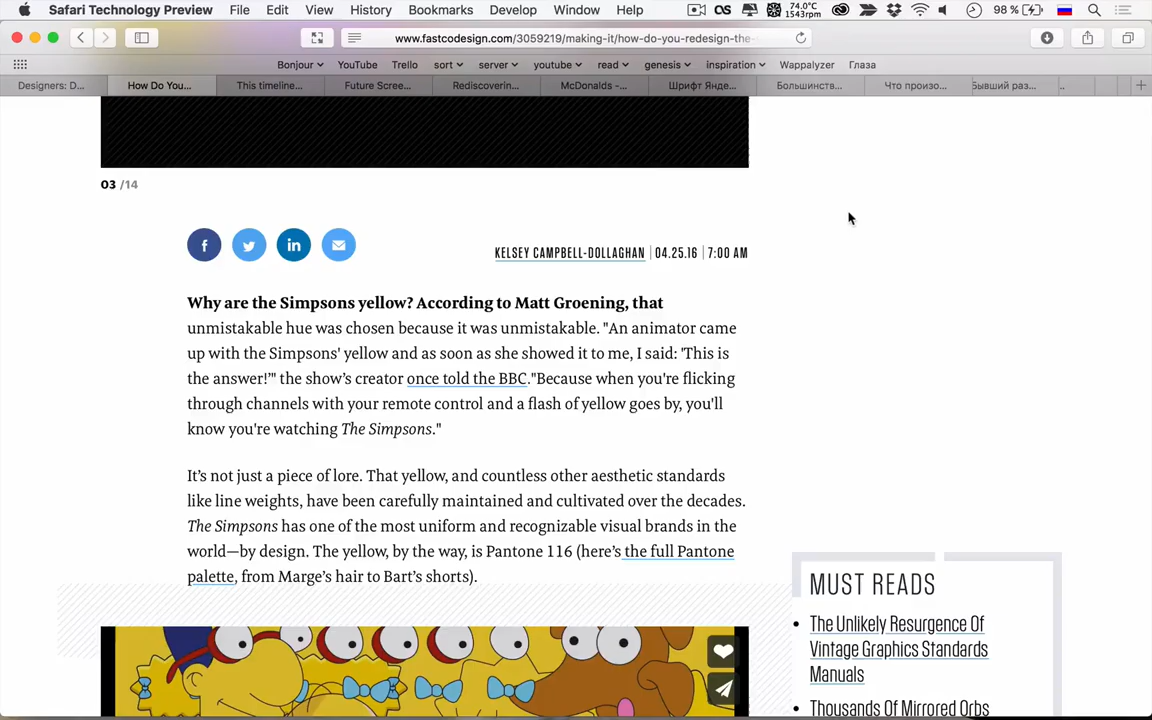 Safari Technology Preview File Edit View History Bookmarks Develop Window Help 74.0°C 1543rpm 98 %
www.fastcodesign.com/3059219/making-it/how-do-you-redesign-the-
Bonjour YouTube Trello sort server youtube read genesis inspiration Wappalyzer Глаза
Designers: D... How Do You... This timeline... Future Scree... Rediscoverin... McDonalds -... Шрифт Янде... Большинств... Что произо... Бывший раз... ..
03 /14
KELSEY CAMPBELL-DOLLAGHAN | 04.25.16 | 7:00 AM
Why are the Simpsons yellow? According to Matt Groening, that
unmistakable hue was chosen because it was unmistakable. "An animator came
up with the Simpsons' yellow and as soon as she showed it to me, I said: 'This is
the answer!'" the show's creator once told the BBC."Because when you're flicking
through channels with your remote control and a flash of yellow goes by, you'll
know you're watching The Simpsons."
It's not just a piece of lore. That yellow, and countless other aesthetic standards
like line weights, have been carefully maintained and cultivated over the decades.
The Simpsons has one of the most uniform and recognizable visual brands in the
world—by design. The yellow, by the way, is Pantone 116 (here's the full Pantone
palette, from Marge's hair to Bart's shorts).
MUST READS
• The Unlikely Resurgence Of
Vintage Graphics Standards
Manuals
• Thousands Of Mirrored Orbs